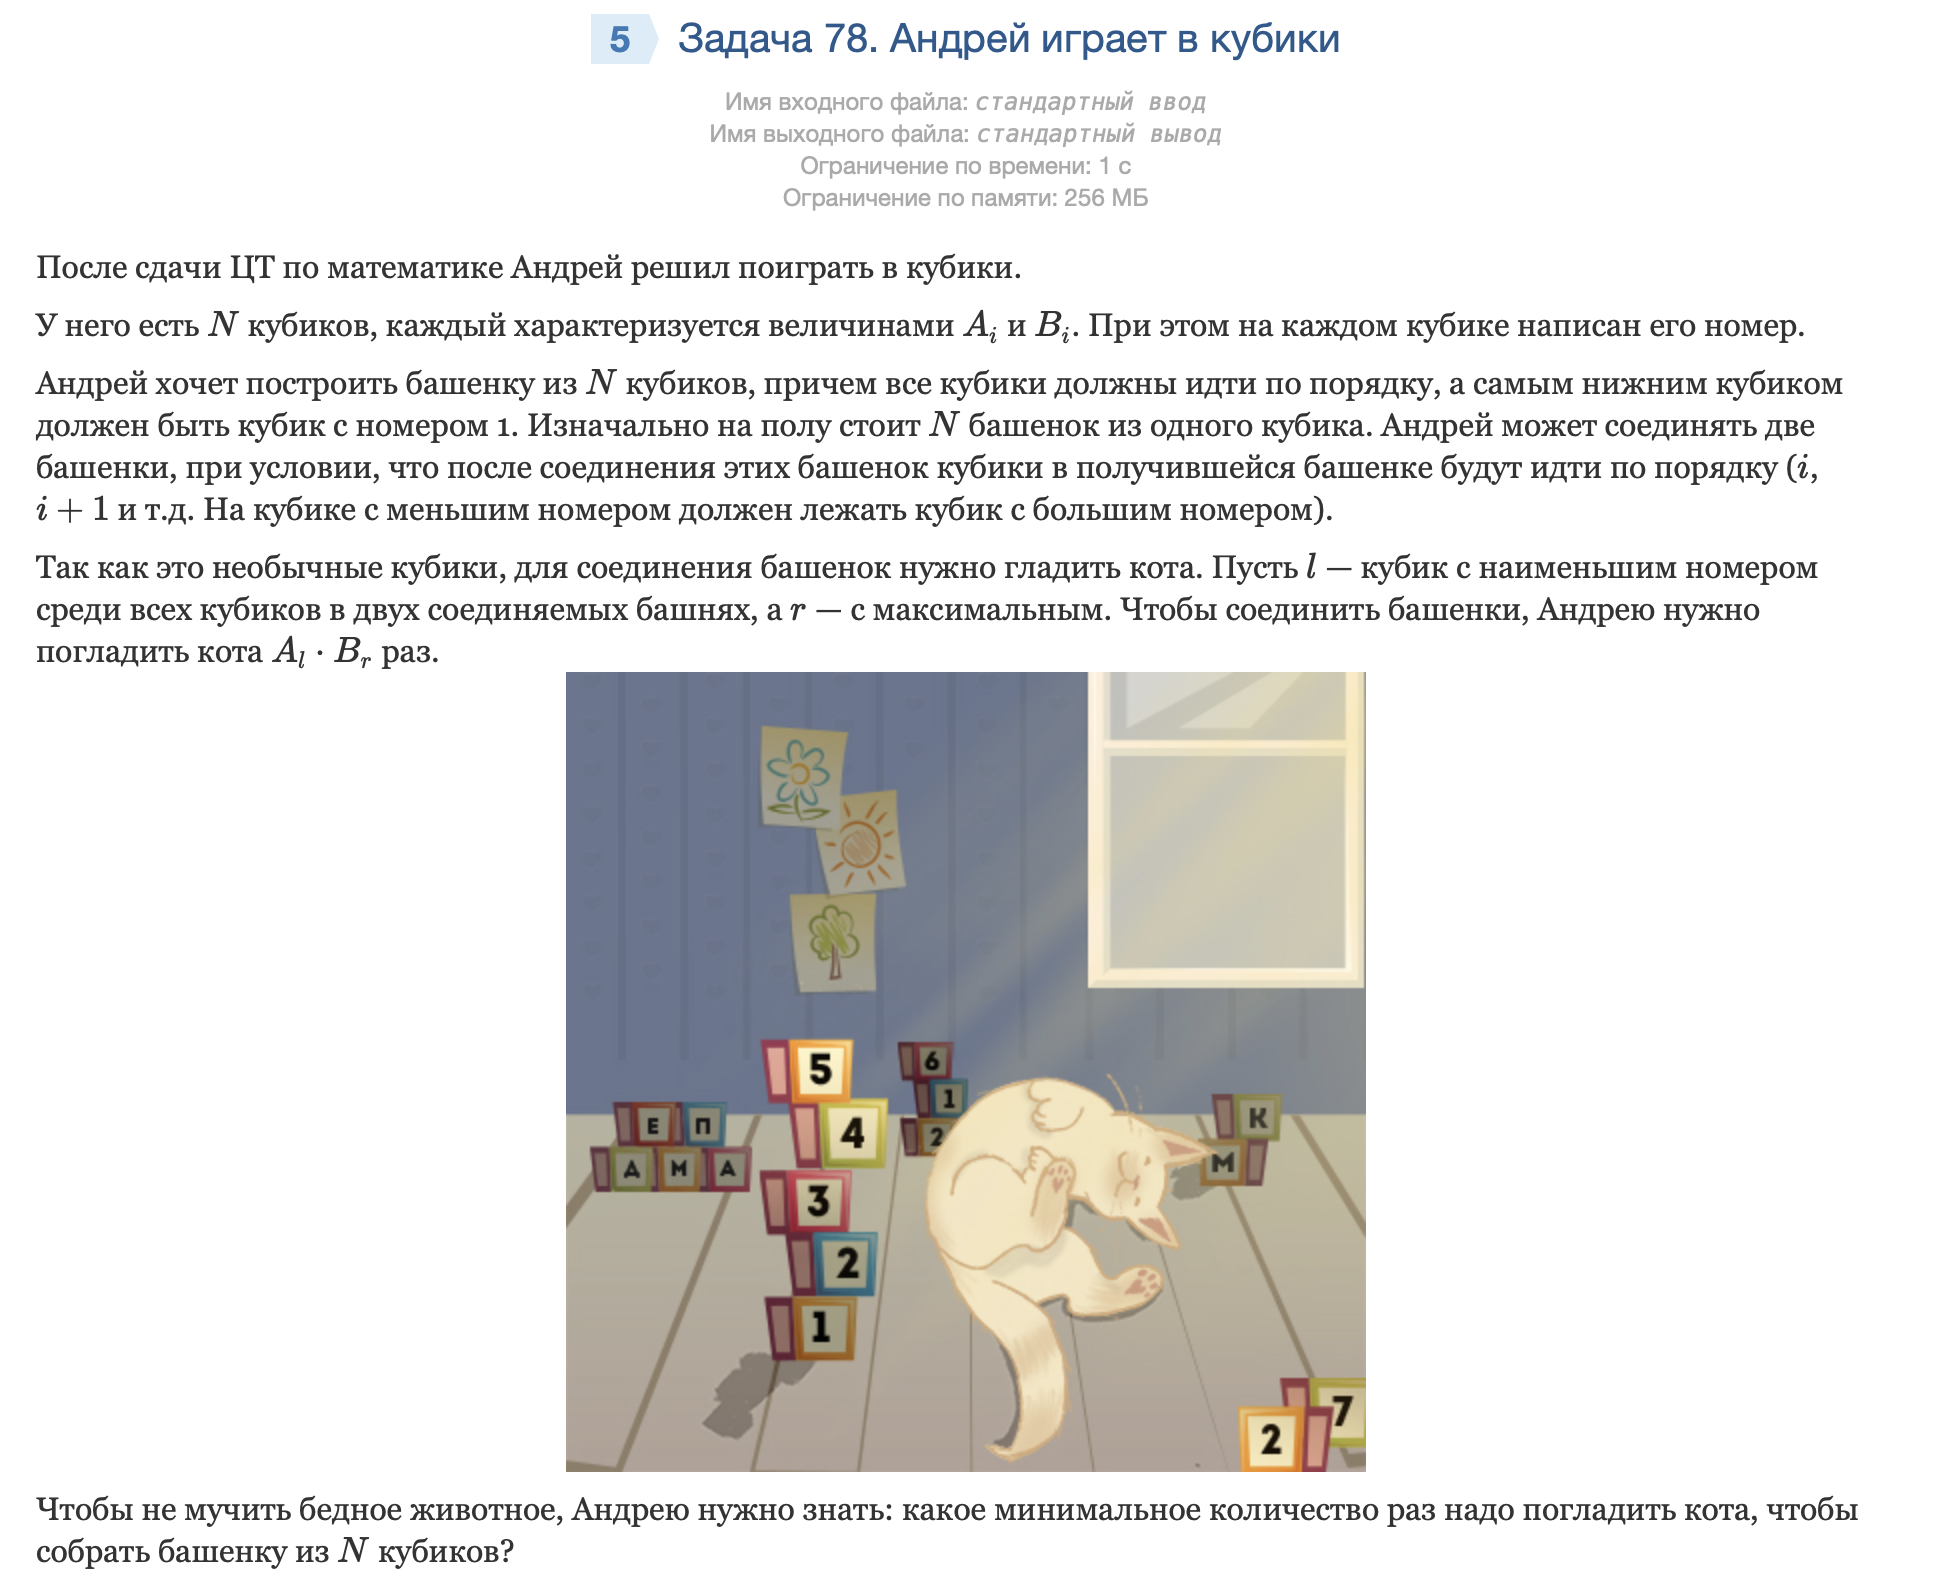 5 Задача 78. Андрей играет в кубики
Имя входного файла: стандартный ввод
Имя выходного файла: стандартный вывод
Ограничение по времени: 1 с
Ограничение по памяти: 256 МБ
После сдачи ЦТ по математике Андрей решил поиграть в кубики.
У него есть N кубиков, каждый характеризуется величинами A_i и B_i. При этом на каждом кубике написан его номер.
Андрей хочет построить башенку из N кубиков, причем все кубики должны идти по порядку, а самым нижним кубиком
должен быть кубик с номером 1. Изначально на полу стоит N башенок из одного кубика. Андрей может соединять две
башенки, при условии, что после соединения этих башенок кубики в получившейся башенке будут идти по порядку (i,
i + 1 и т.д. На кубике с меньшим номером должен лежать кубик с большим номером).
Так как это необычные кубики, для соединения башенок нужно гладить кота. Пусть l — кубик с наименьшим номером
среди всех кубиков в двух соединяемых башнях, а r — с максимальным. Чтобы соединить башенки, Андрею нужно
погладить кота A_l · B_r раз.
5
6
1
Е П
4
2
К
Д М А
М
3
2
1
7
2
Чтобы не мучить бедное животное, Андрею нужно знать: какое минимальное количество раз надо погладить кота, чтобы
собрать башенку из N кубиков?